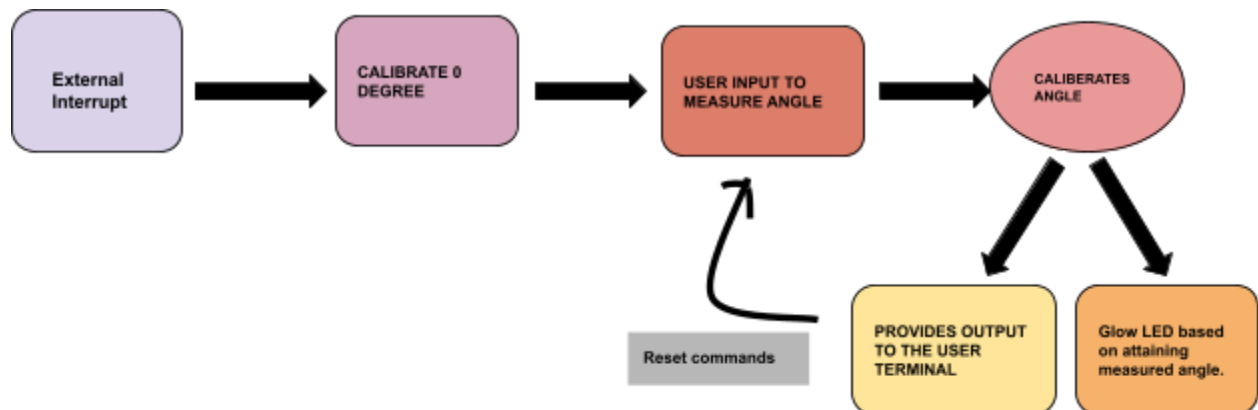 External
Interrupt
CALIBRATE 0
DEGREE
USER INPUT TO
MEASURE ANGLE
CALIBERATES
ANGLE
Reset commands
PROVIDES OUTPUT
TO THE USER
TERMINAL
Glow LED based
on attaining
measured angle.